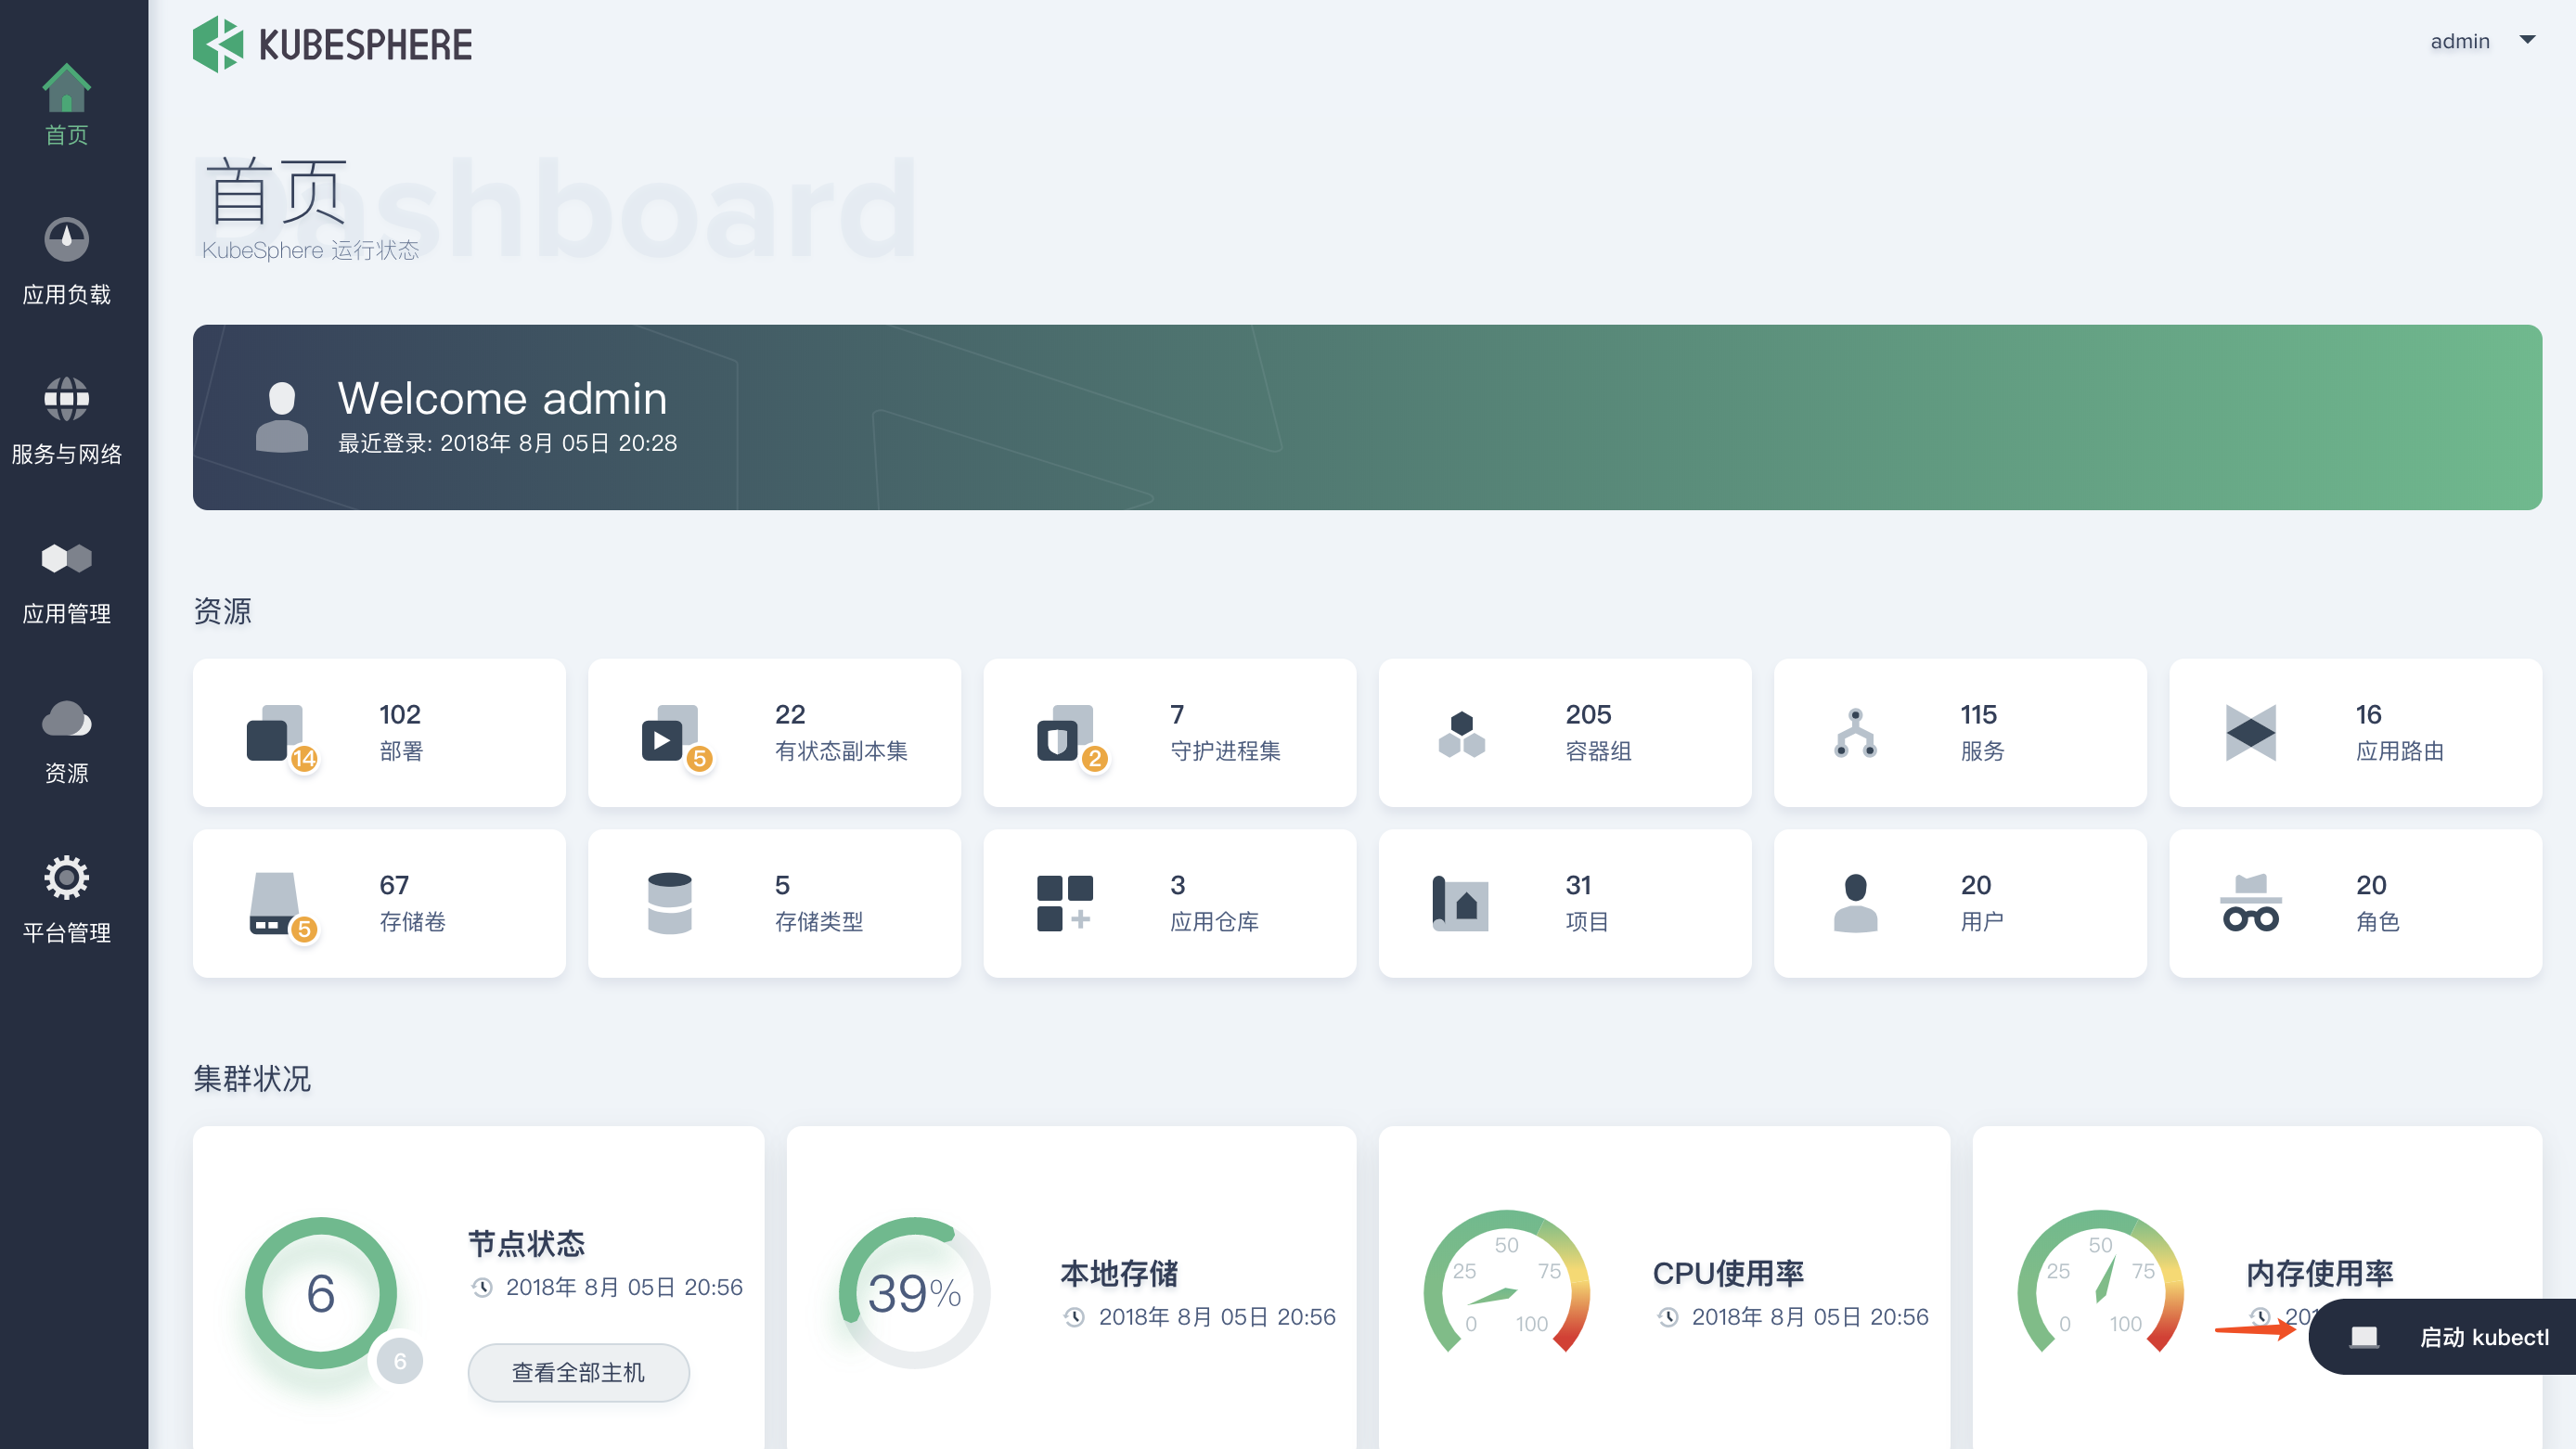 KUBESPHERE
admin
首页
应用负载
服务与网络
应用管理
资源
平台管理
Dashboard
首页
KubeSphere 运行状态
Welcome admin
最近登录: 2018年 8月 05日 20:28
资源
14
102
部署
5
22
有状态副本集
2
7
守护进程集
205
容器组
115
服务
16
应用路由
5
67
存储卷
5
存储类型
3
应用仓库
31
项目
20
用户
20
角色
集群状况
6
6
节点状态
2018年 8月 05日 20:56
查看全部主机
39%
本地存储
2018年 8月 05日 20:56
0
25
50
75
100
CPU使用率
2018年 8月 05日 20:56
0
25
50
75
100
内存使用率
201
启动 kubectl